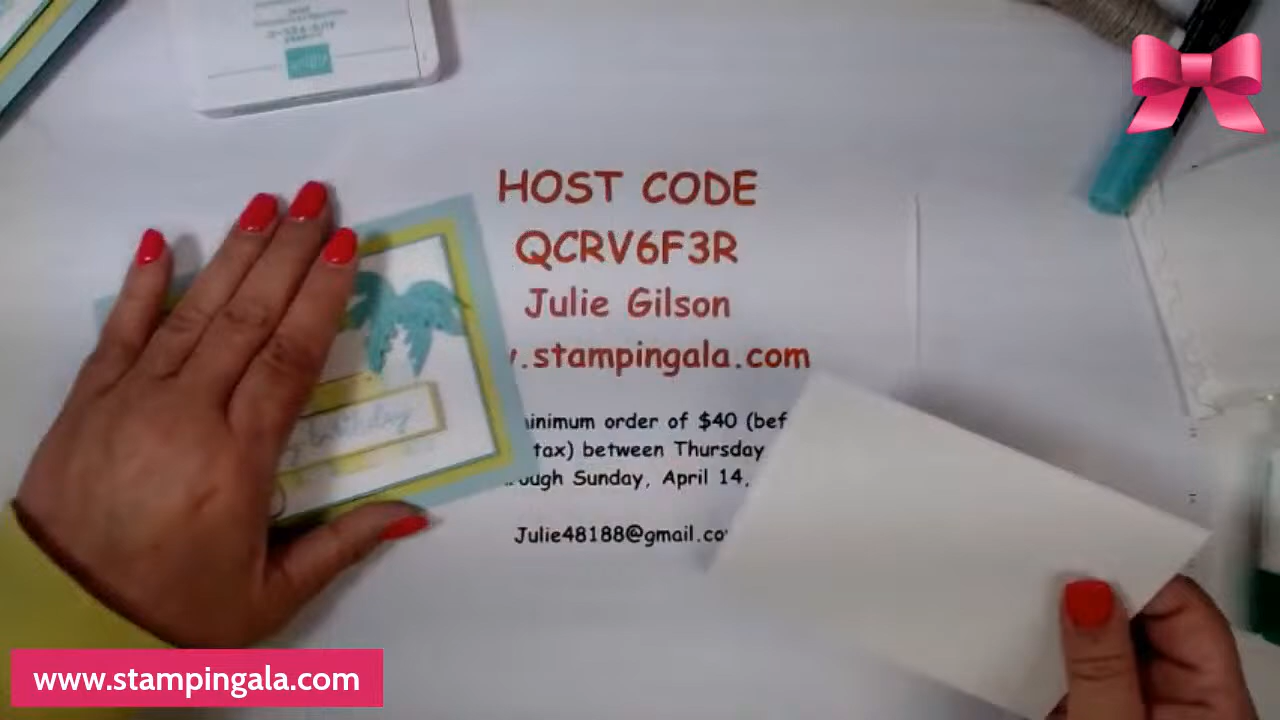 HOST CODE
QCRV6F3R
Julie Gilson
.stampingala.com
inimum order of $40 (bef
tax) between Thursday
ough Sunday, April 14,
Julie48188@gmail.co
birthday
www.stampingala.com